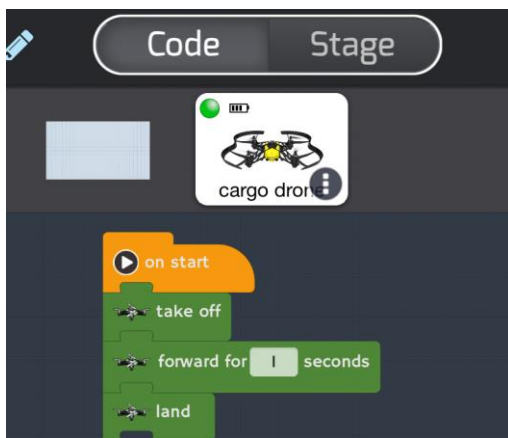 Code
Stage
cargo drone
on start
take off
forward for 1 seconds
land